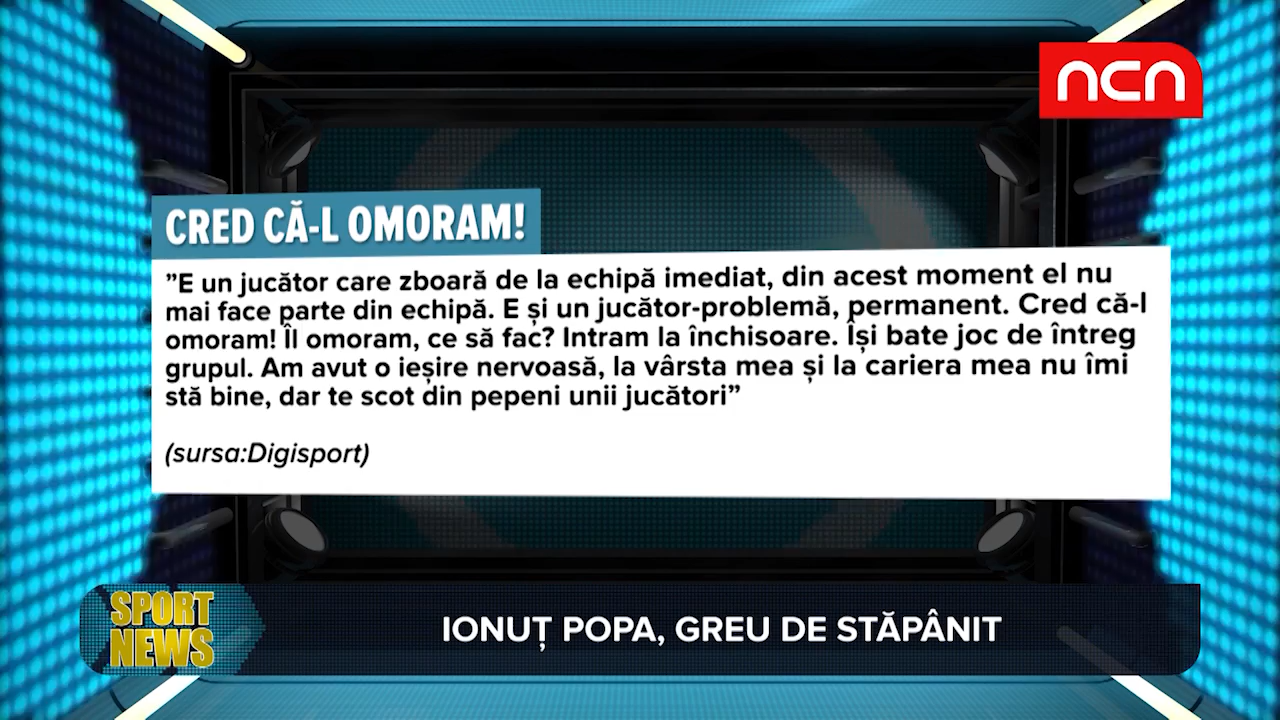 ncn
CRED CĂ-L OMORAM!
”E un jucător care zboară de la echipă imediat, din acest moment el nu
mai face parte din echipă. E și un jucător-problemă, permanent. Cred că-l
omoram! Îl omoram, ce să fac? Intram la închisoare. Își bate joc de întreg
grupul. Am avut o ieșire nervoasă, la vârsta mea și la cariera mea nu îmi
stă bine, dar te scot din pepeni unii jucători”
(sursa:Digisport)
SPORT
NEWS
IONUȚ POPA, GREU DE STĂPÂNIT